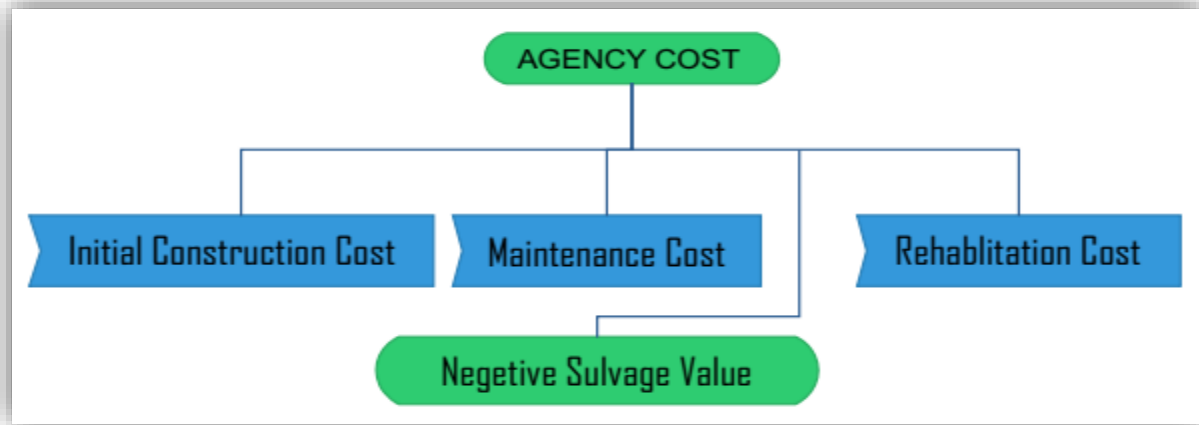 AGENCY COST
Initial Construction Cost
Maintenance Cost
Rehablitation Cost
Negetive Sulvage Value